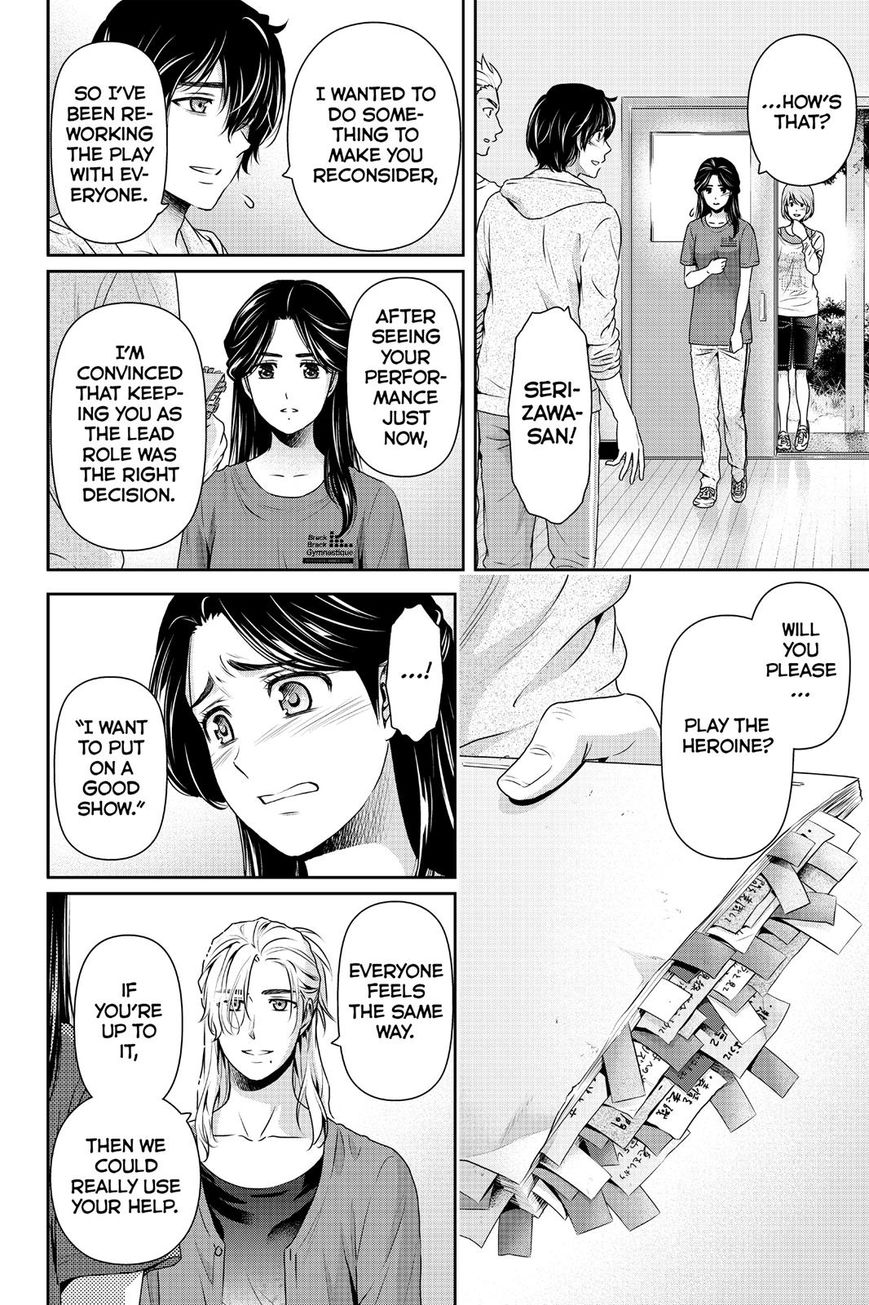 ...HOW'S
THAT?
SERI-
ZAWA-
SAN!
I WANTED TO
DO SOME-
THING TO
MAKE YOU
RECONSIDER,
SO I'VE
BEEN RE-
WORKING
THE PLAY
WITH EV-
ERYONE.
AFTER
SEEING
YOUR
PERFOR-
MANCE
JUST
NOW,
I'M
CONVINCED
THAT KEEP-
ING YOU AS
THE LEAD
ROLE WAS
THE RIGHT
DECISION.
Bruck
Brack
Gymnastique
WILL
YOU
PLEASE
...
PLAY THE
HEROINE?
...!
"I WANT
TO PUT
ON A
GOOD
SHOW."
EVERYONE
FEELS
THE SAME
WAY.
IF
YOU'RE
UP TO
IT,
THEN WE
COULD
REALLY USE
YOUR HELP.